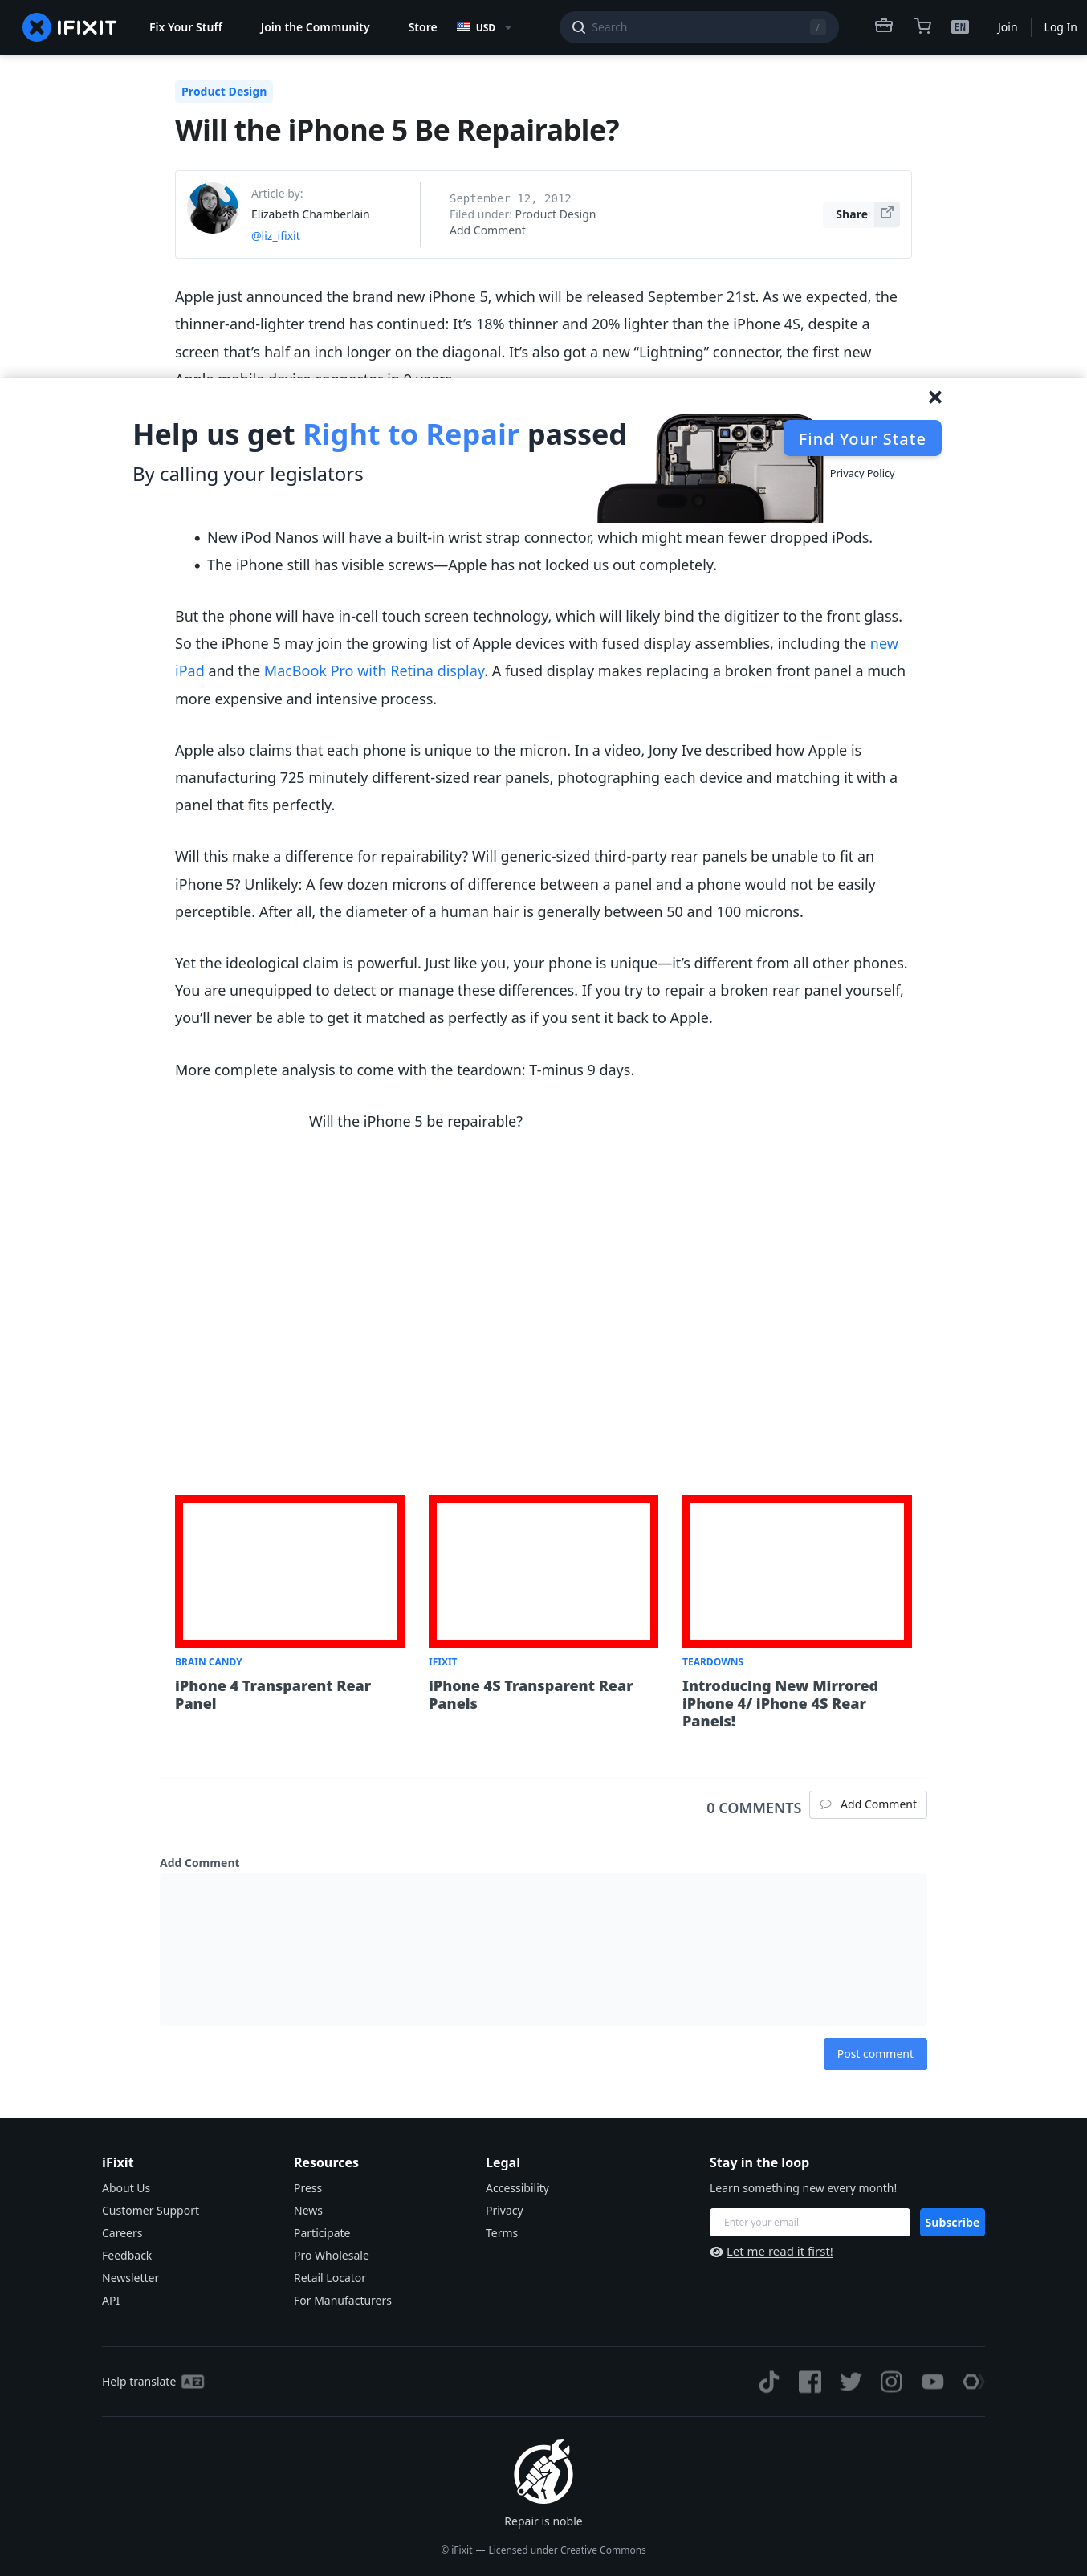 IFIXIT
Fix Your Stuff
Join the Community
Store
USD
Search
/
EN
Join
Log In
Product Design
Will the iPhone 5 Be Repairable?
Article by:
Elizabeth Chamberlain
@liz_ifixit
September 12, 2012
Filed under: Product Design
Add Comment
Share
Apple just announced the brand new iPhone 5, which will be released September 21st. As we expected, the
thinner-and-lighter trend has continued: It’s 18% thinner and 20% lighter than the iPhone 4S, despite a
screen that’s half an inch longer on the diagonal. It’s also got a new “Lightning” connector, the first new
Apple mobile device connector in 9 years.
Help us get Right to Repair passed
By calling your legislators
Find Your State
Privacy Policy
• New iPod Nanos will have a built-in wrist strap connector, which might mean fewer dropped iPods.
• The iPhone still has visible screws—Apple has not locked us out completely.
But the phone will have in-cell touch screen technology, which will likely bind the digitizer to the front glass.
So the iPhone 5 may join the growing list of Apple devices with fused display assemblies, including the new
iPad and the MacBook Pro with Retina display. A fused display makes replacing a broken front panel a much
more expensive and intensive process.
Apple also claims that each phone is unique to the micron. In a video, Jony Ive described how Apple is
manufacturing 725 minutely different-sized rear panels, photographing each device and matching it with a
panel that fits perfectly.
Will this make a difference for repairability? Will generic-sized third-party rear panels be unable to fit an
iPhone 5? Unlikely: A few dozen microns of difference between a panel and a phone would not be easily
perceptible. After all, the diameter of a human hair is generally between 50 and 100 microns.
Yet the ideological claim is powerful. Just like you, your phone is unique—it’s different from all other phones.
You are unequipped to detect or manage these differences. If you try to repair a broken rear panel yourself,
you’ll never be able to get it matched as perfectly as if you sent it back to Apple.
More complete analysis to come with the teardown: T-minus 9 days.
Will the iPhone 5 be repairable?
BRAIN CANDY
iPhone 4 Transparent Rear
Panel
IFIXIT
iPhone 4S Transparent Rear
Panels
TEARDOWNS
Introducing New Mirrored
iPhone 4/ iPhone 4S Rear
Panels!
0 COMMENTS
Add Comment
Add Comment
Post comment
iFixit
About Us
Customer Support
Careers
Feedback
Newsletter
API
Resources
Press
News
Participate
Pro Wholesale
Retail Locator
For Manufacturers
Legal
Accessibility
Privacy
Terms
Stay in the loop
Learn something new every month!
Enter your email
Subscribe
Let me read it first!
Help translate
Repair is noble
© iFixit — Licensed under Creative Commons